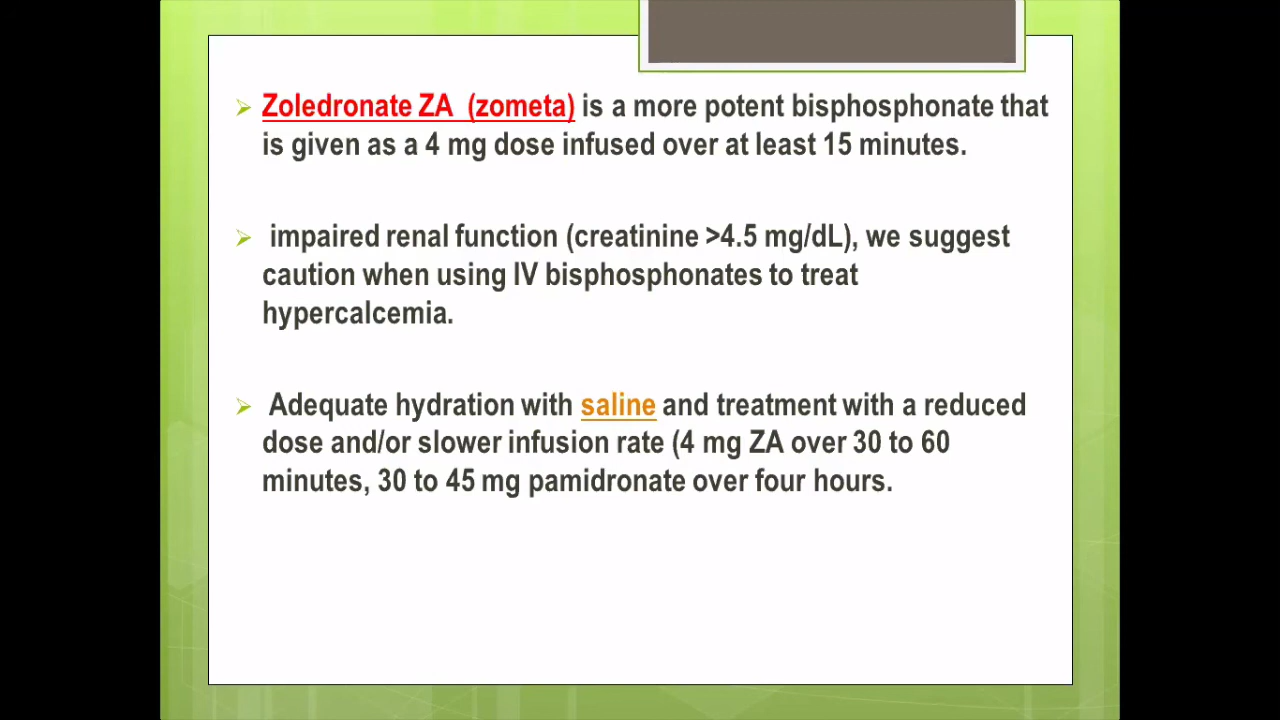 Zoledronate ZA (zometa) is a more potent bisphosphonate that
is given as a 4 mg dose infused over at least 15 minutes.
impaired renal function (creatinine >4.5 mg/dL), we suggest
caution when using IV bisphosphonates to treat
hypercalcemia.
Adequate hydration with saline and treatment with a reduced
dose and/or slower infusion rate (4 mg ZA over 30 to 60
minutes, 30 to 45 mg pamidronate over four hours.